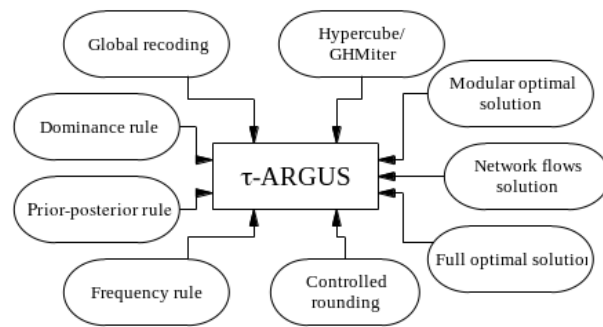 Global recoding
Hypercube/
GHMiter
Modular optimal
solution
Dominance rule
τ-ARGUS
Network flows
solution
Prior-posterior rule
Full optimal solution
Frequency rule
Controlled
rounding